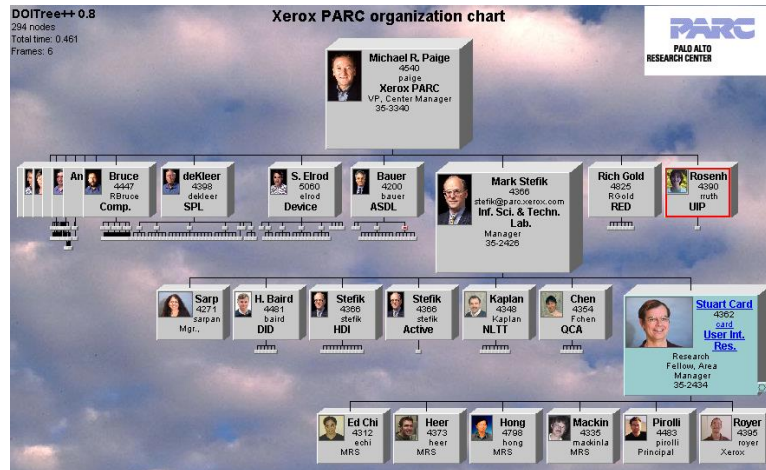 DOITree++ 0.8
294 nodes
Total time: 0.461
Frames: 6
Xerox PARC organization chart
PARC
PALO ALTO
RESEARCH CENTER
Michael R. Paige
4540
paige
Xerox PARC
VP, Center Manager
35-3340
An
Bruce
4447
RBruce
Comp.
deKleer
4398
dekleer
SPL
S. Elrod
5060
elrod
Device
Bauer
4200
bauer
ASDL
Mark Stefik
4366
stefik@parc.xerox.com
Inf. Sci. & Techn.
Lab.
Manager
35-2426
Rich Gold
4825
RGold
RED
Rosenh
4390
ruth
UIP
Sarp
4271
sarpan
Mgr.,
H. Baird
4481
baird
DID
Stefik
4366
stefik
HDI
Stefik
4366
stefik
Active
Kaplan
4348
Kaplan
NLTT
Chen
4354
Fchen
QCA
Stuart Card
4362
card
User Int.
Res.
Research
Fellow, Area
Manager
35-2434
Ed Chi
4312
echi
MRS
Heer
4373
heer
MRS
Hong
4798
hong
MRS
Mackin
4335
mackinla
MRS
Pirolli
4483
pirolli
Principal
Royer
4395
royer
Xerox